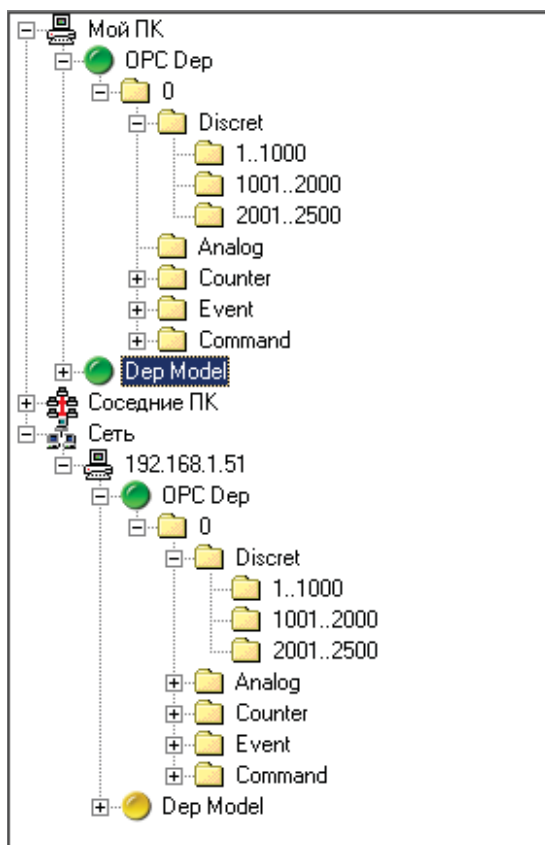 Мой ПК
OPC Dep
0
Discret
1..1000
1001..2000
2001..2500
Analog
Counter
Event
Command
Dep Model
Соседние ПК
Сеть
192.168.1.51
OPC Dep
0
Discret
1..1000
1001..2000
2001..2500
Analog
Counter
Event
Command
Dep Model